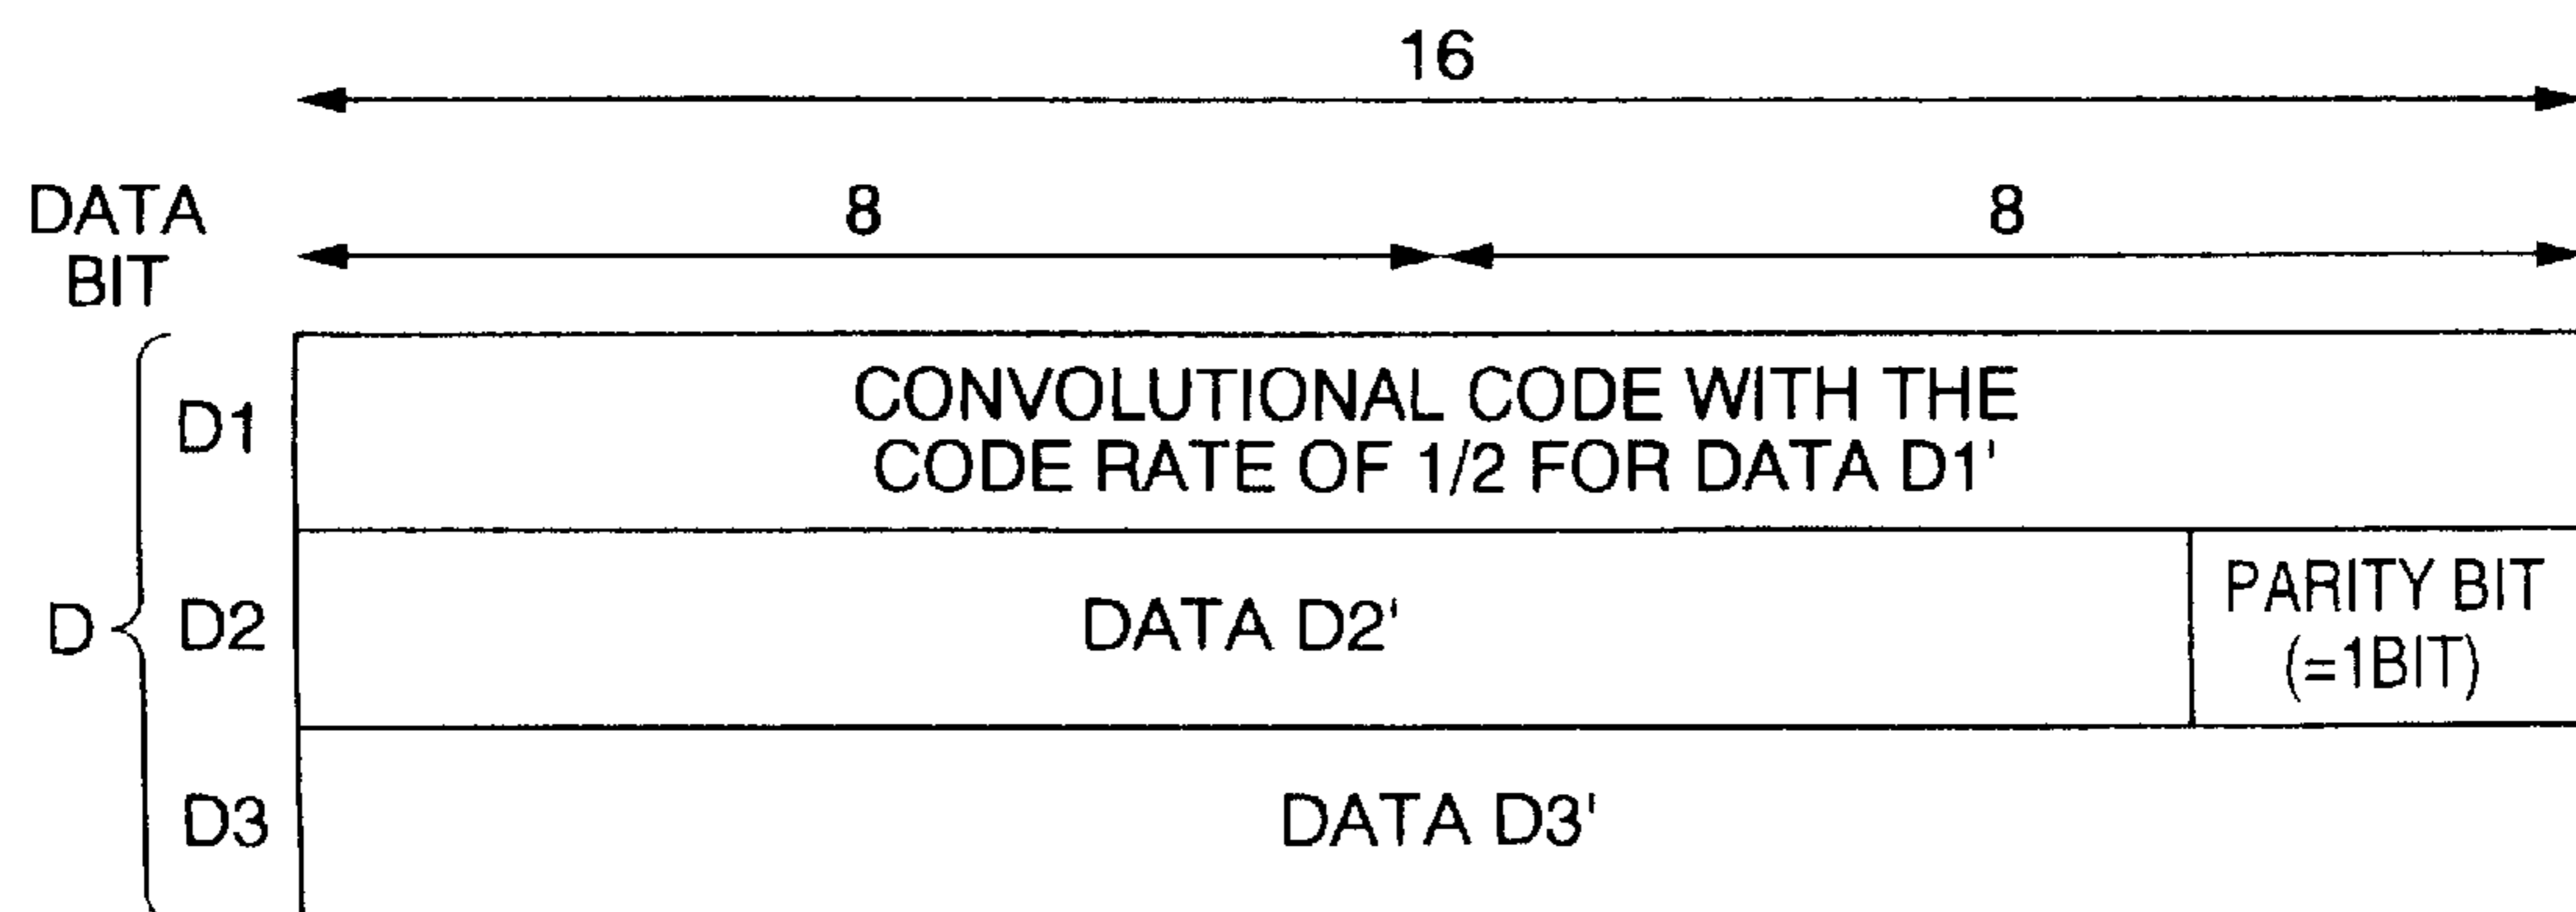 16
DATA
BIT
8
8
CONVOLUTIONAL CODE WITH THE
CODE RATE OF 1/2 FOR DATA D1'
D1
DATA D2'
PARITY BIT
(=1BIT)
D
D2
DATA D3'
D3